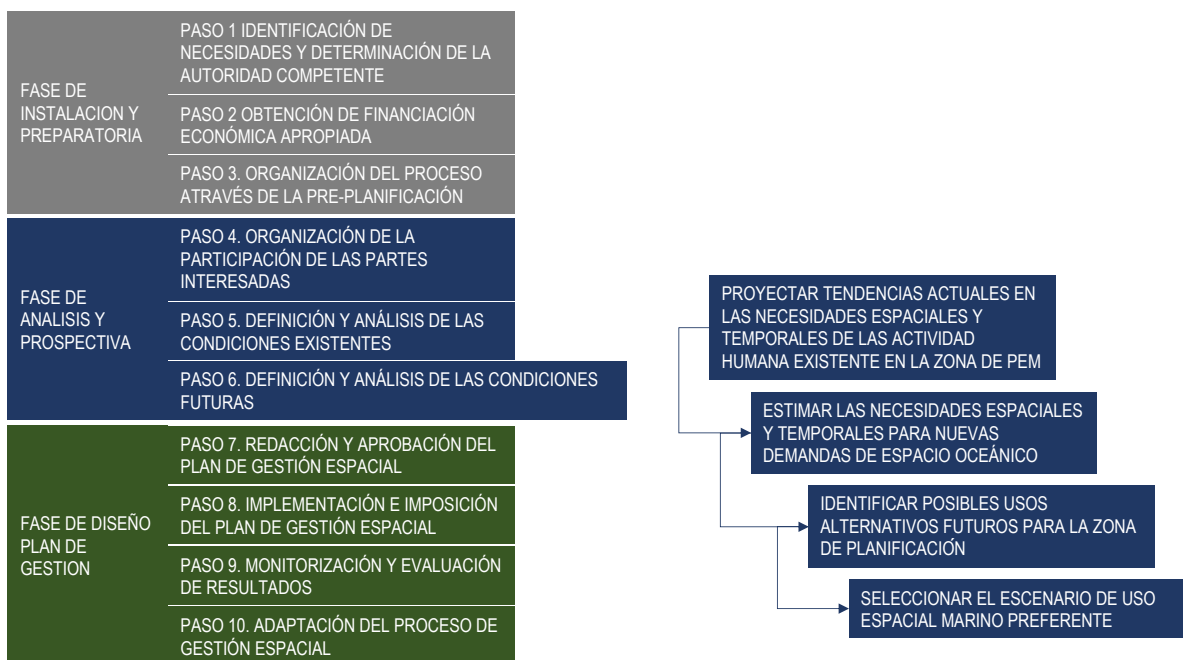 FASE DE
INSTALACION Y
PREPARATORIA
PASO 1 IDENTIFICACIÓN DE
NECESIDADES Y DETERMINACIÓN DE LA
AUTORIDAD COMPETENTE
PASO 2 OBTENCIÓN DE FINANCIACIÓN
ECONÓMICA APROPIADA
PASO 3. ORGANIZACIÓN DEL PROCESO
ATRAVÉS DE LA PRE-PLANIFICACIÓN
FASE DE
ANALISIS Y
PROSPECTIVA
PASO 4. ORGANIZACIÓN DE LA
PARTICIPACIÓN DE LAS PARTES
INTERESADAS
PASO 5. DEFINICIÓN Y ANÁLISIS DE LAS
CONDICIONES EXISTENTES
PASO 6. DEFINICIÓN Y ANÁLISIS DE LAS CONDICIONES
FUTURAS
FASE DE DISEÑO
PLAN DE
GESTION
PASO 7. REDACCIÓN Y APROBACIÓN DEL
PLAN DE GESTIÓN ESPACIAL
PASO 8. IMPLEMENTACIÓN E IMPOSICIÓN
DEL PLAN DE GESTIÓN ESPACIAL
PASO 9. MONITORIZACIÓN Y EVALUACIÓN
DE RESULTADOS
PASO 10. ADAPTACIÓN DEL PROCESO DE
GESTIÓN ESPACIAL
PROYECTAR TENDENCIAS ACTUALES EN
LAS NECESIDADES ESPACIALES Y
TEMPORALES DE LAS ACTIVIDAD
HUMANA EXISTENTE EN LA ZONA DE PEM
ESTIMAR LAS NECESIDADES ESPACIALES
Y TEMPORALES PARA NUEVAS
DEMANDAS DE ESPACIO OCEÁNICO
IDENTIFICAR POSIBLES USOS
ALTERNATIVOS FUTUROS PARA LA ZONA
DE PLANIFICACIÓN
SELECCIONAR EL ESCENARIO DE USO
ESPACIAL MARINO PREFERENTE